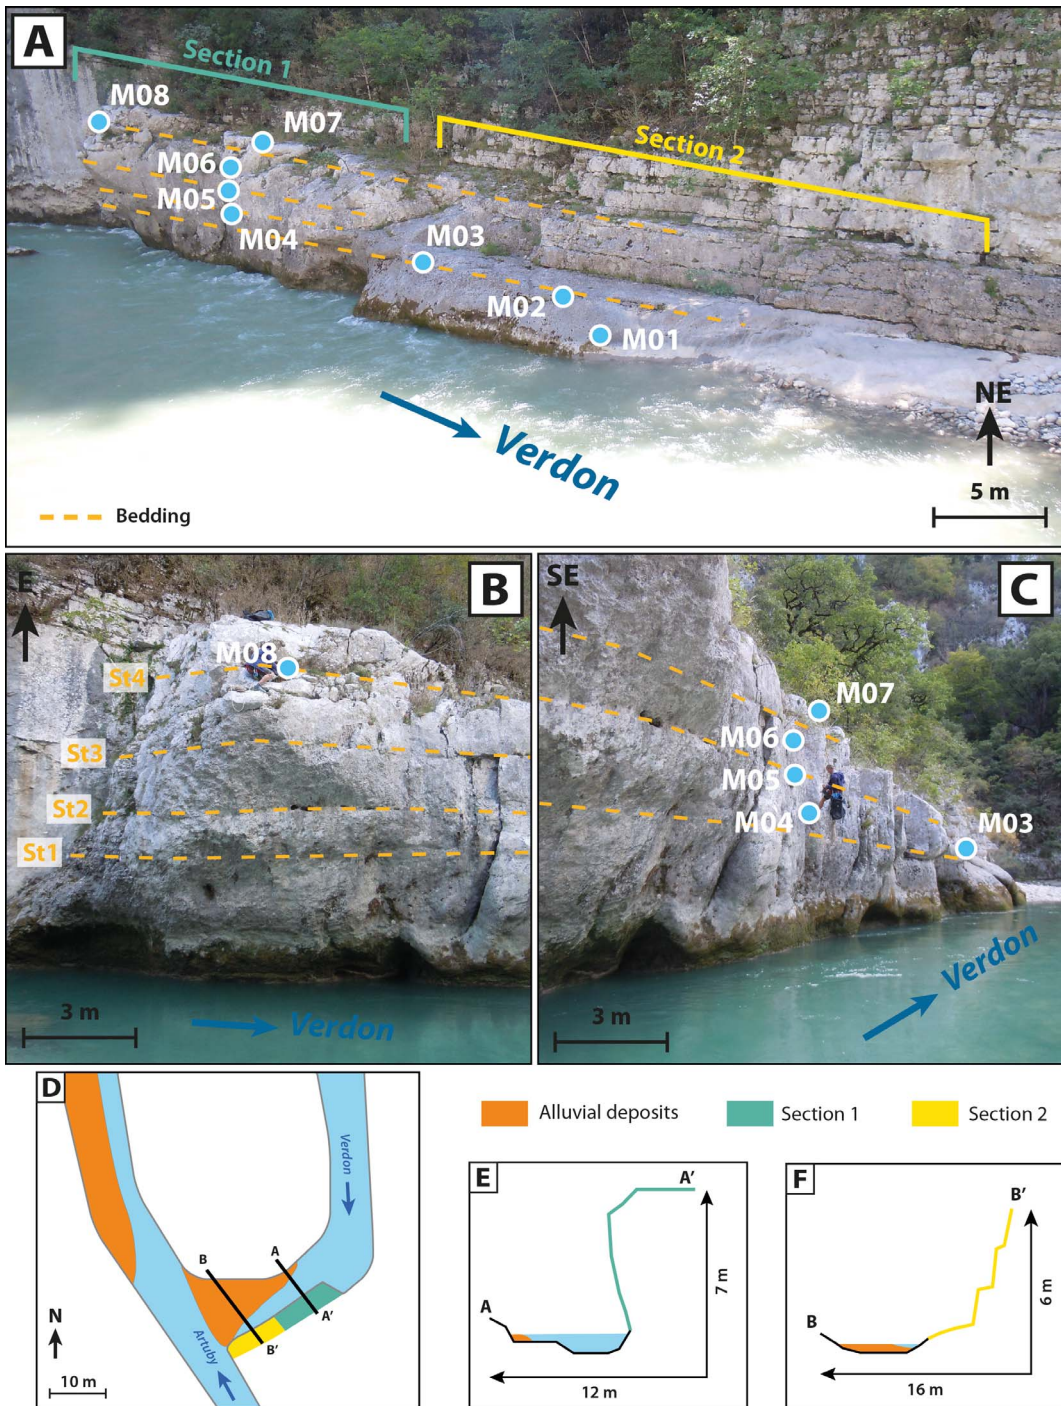 A
Section 1
M08
M07
M06
M05
M04
Section 2
M03
M02
M01
NE
Verdon
5 m
Bedding
E
B
M08
St4
St3
St2
St1
3 m
Verdon
SE
C
M07
M06
M05
M04
M03
Verdon
3 m
D
Verdon
B
A
A'
B'
N
Artuby
10 m
Alluvial deposits
Section 1
Section 2
E
A'
A
7 m
12 m
F
B'
B
6 m
16 m